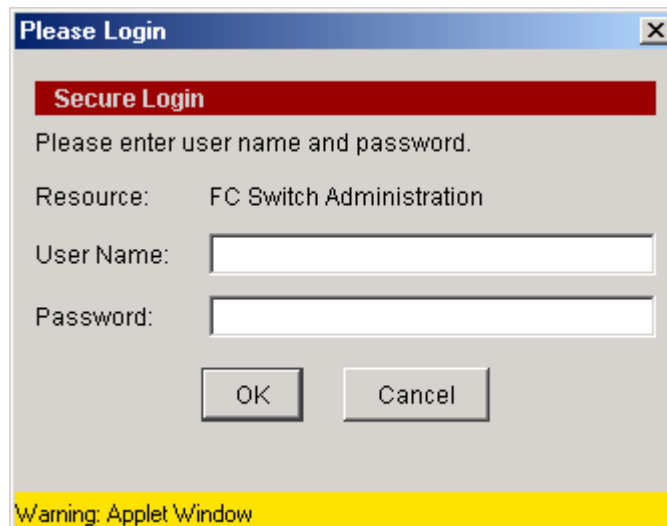 Please Login
Secure Login
Please enter user name and password.
Resource: FC Switch Administration
User Name:
Password:
OK Cancel
Warning: Applet Window